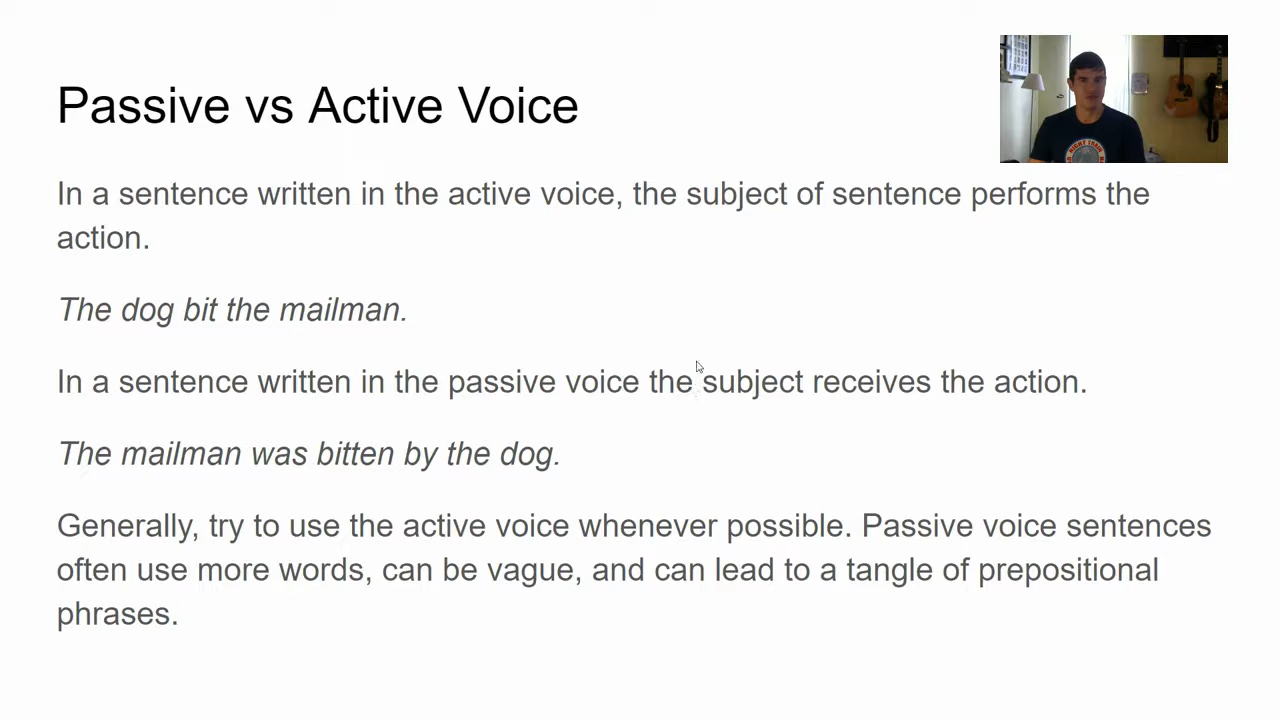 Passive vs Active Voice
In a sentence written in the active voice, the subject of sentence performs the
action.
The dog bit the mailman.
In a sentence written in the passive voice the subject receives the action.
The mailman was bitten by the dog.
Generally, try to use the active voice whenever possible. Passive voice sentences
often use more words, can be vague, and can lead to a tangle of prepositional
phrases.